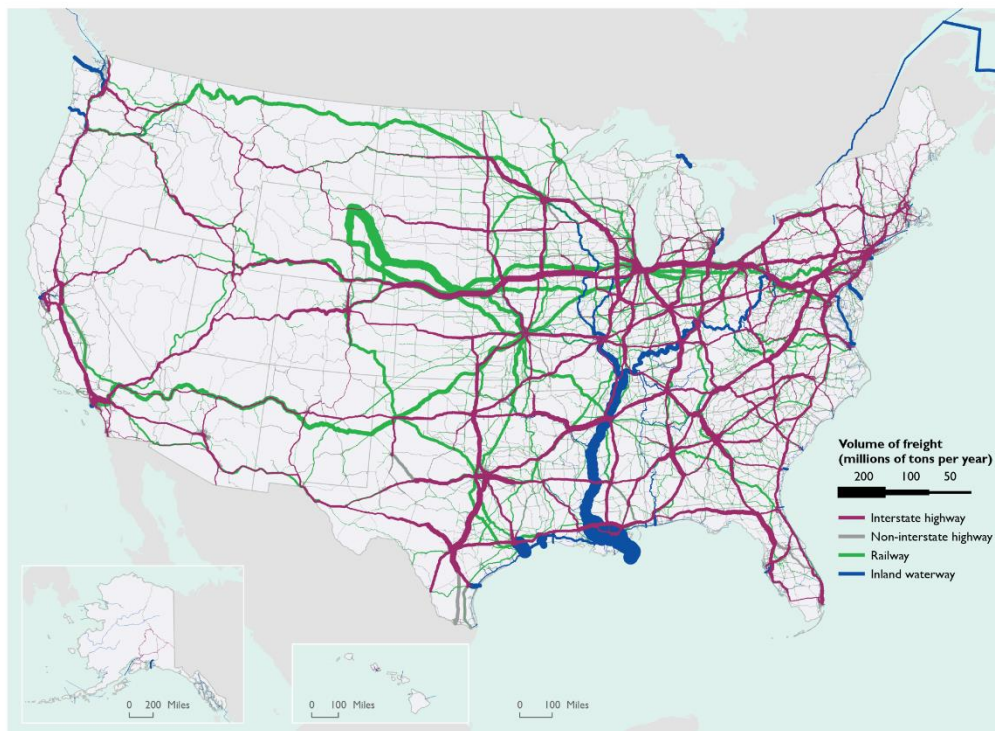 Volume of freight
(millions of tons per year)
200 100 50
Interstate highway
Non-interstate highway
Railway
Inland waterway
0 200 Miles
0 100 Miles
0 100 Miles